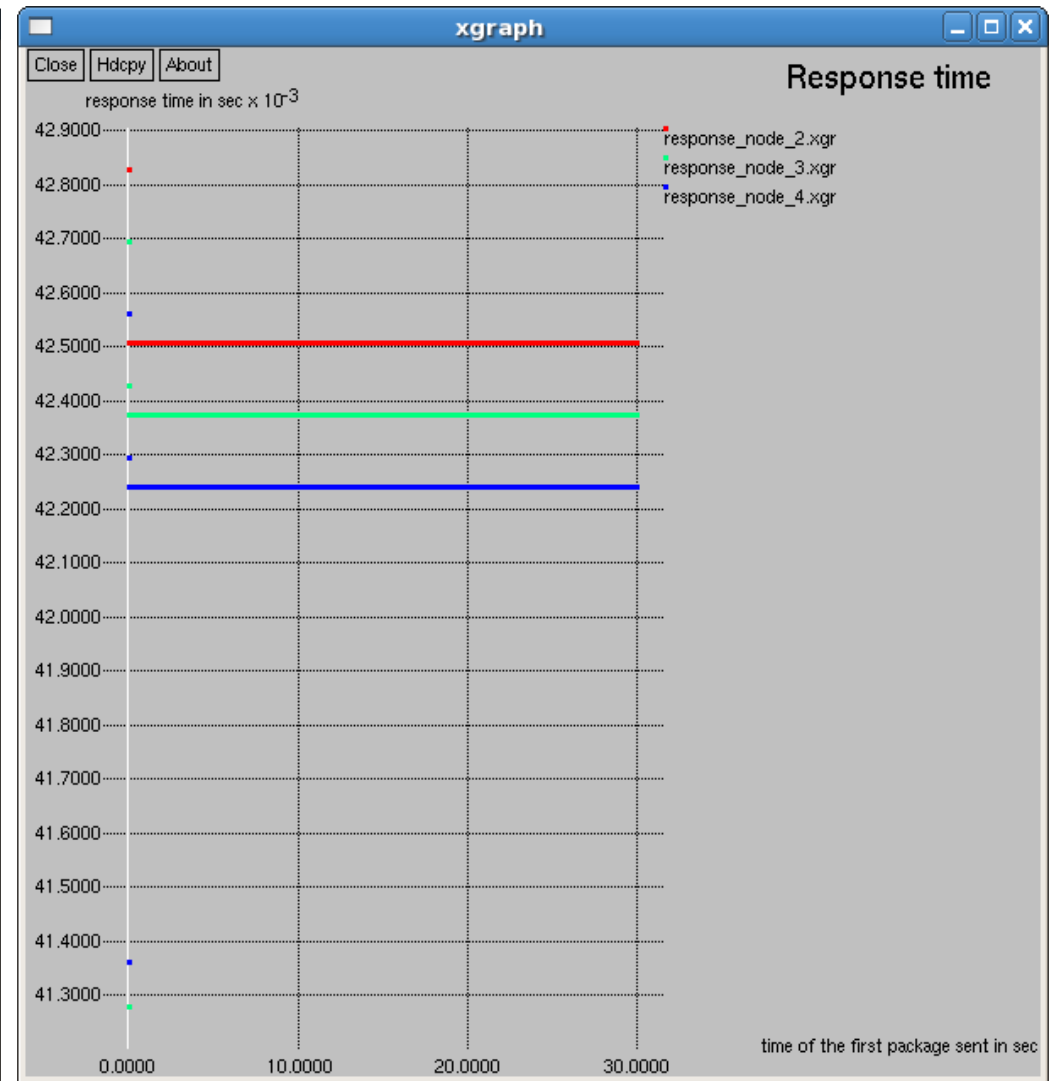 xgraph
Close Hdcpy About
Response time
response time in sec x 10-3
42.9000
response_node_2.xgr
response_node_3.xgr
42.8000
response_node_4.xgr
42.7000
42.6000
42.5000
42.4000
42.3000
42.2000
42.1000
42.0000
41.9000
41.8000
41.7000
41.6000
41.5000
41.4000
41.3000
time of the first package sent in sec
0.0000 10.0000 20.0000 30.0000